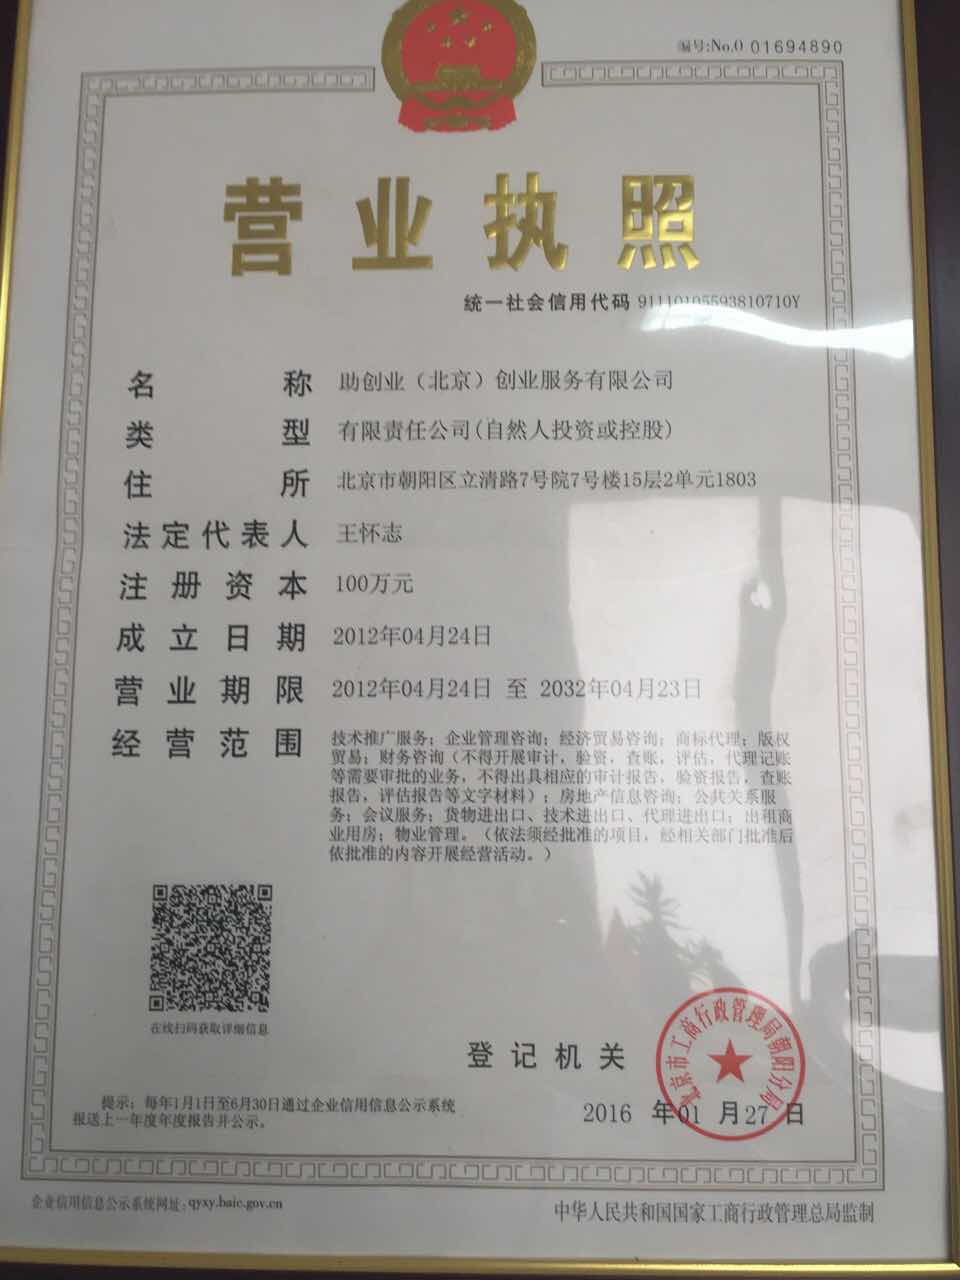 编号:No.0 01694890
营业执照
统一社会信用代码 91110105593810710Y
名称 助创业（北京）创业服务有限公司
类型 有限责任公司(自然人投资或控股)
住所 北京市朝阳区立清路7号院7号楼15层2单元1803
法定代表人 王怀志
注册资本 100万元
成立日期 2012年04月24日
营业期限 2012年04月24日 至 2032年04月23日
经营范围 技术推广服务；企业管理咨询；经济贸易咨询；商标代理；版权
贸易；财务咨询（不得开展审计，验资，查账，评估，代理记账
等需要审批的业务，不得出具相应的审计报告，验资报告，查账
报告，评估报告等文字材料）；房地产信息咨询；公共关系服
务；会议服务；货物进出口、技术进出口、代理进出口；出租商
业用房；物业管理。（依法须经批准的项目，经相关部门批准后
依批准的内容开展经营活动。）
在线扫码获取详细信息
登记机关
北京市工商行政管理局朝阳分局
2016 年01 月27 日
提示：每年1月1日至6月30日通过企业信用信息公示系统
报送上一年度年度报告并公示。
企业信用信息公示系统网址：qyxy.baic.gov.cn
中华人民共和国国家工商行政管理总局监制